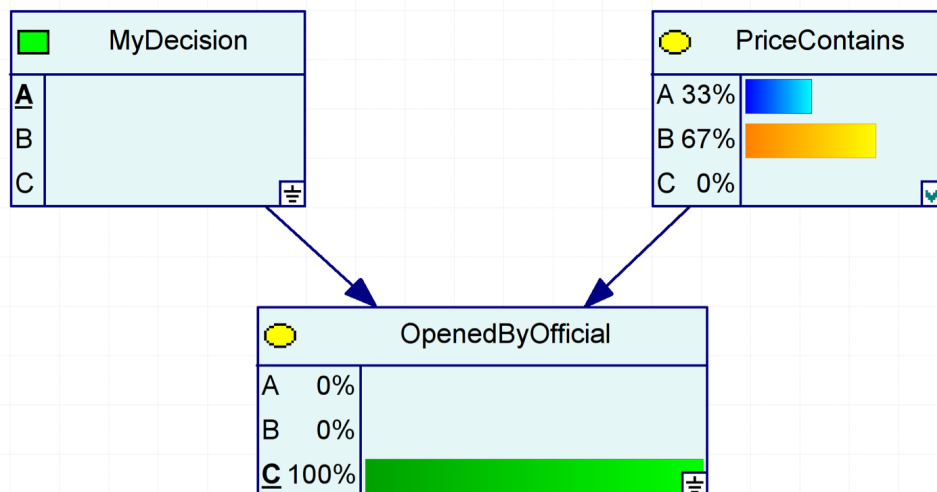 MyDecision
A
B
C
PriceContains
A 33%
B 67%
C 0%
OpenedByOfficial
A 0%
B 0%
C 100%